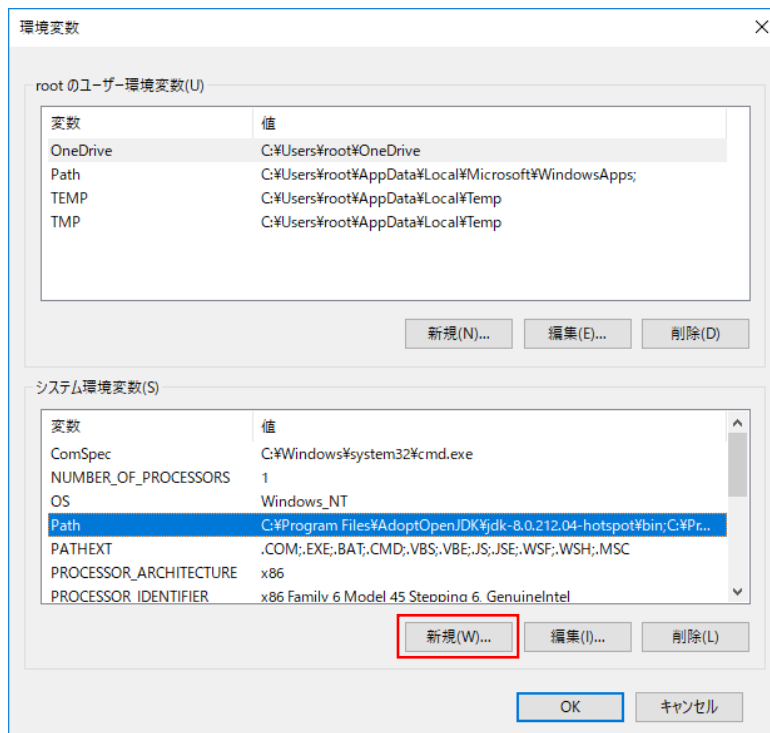 環境変数
root のユーザー環境変数(U)
変数 値
OneDrive C:¥Users¥root¥OneDrive
Path C:¥Users¥root¥AppData¥Local¥Microsoft¥WindowsApps;
TEMP C:¥Users¥root¥AppData¥Local¥Temp
TMP C:¥Users¥root¥AppData¥Local¥Temp
新規(N)... 編集(E)... 削除(D)
システム環境変数(S)
変数 値
ComSpec C:¥Windows¥system32¥cmd.exe
NUMBER_OF_PROCESSORS 1
OS Windows_NT
Path C:¥Program Files¥AdoptOpenJDK¥jdk-8.0.212.04-hotspot¥bin;C:¥Pr...
PATHEXT .COM;.EXE;.BAT;.CMD;.VBS;.VBE;.JS;.JSE;.WSF;.WSH;.MSC
PROCESSOR_ARCHITECTURE x86
PROCESSOR_IDENTIFIER x86 Family 6 Model 45 Stepping 6, GenuineIntel
新規(W)... 編集(I)... 削除(L)
OK キャンセル